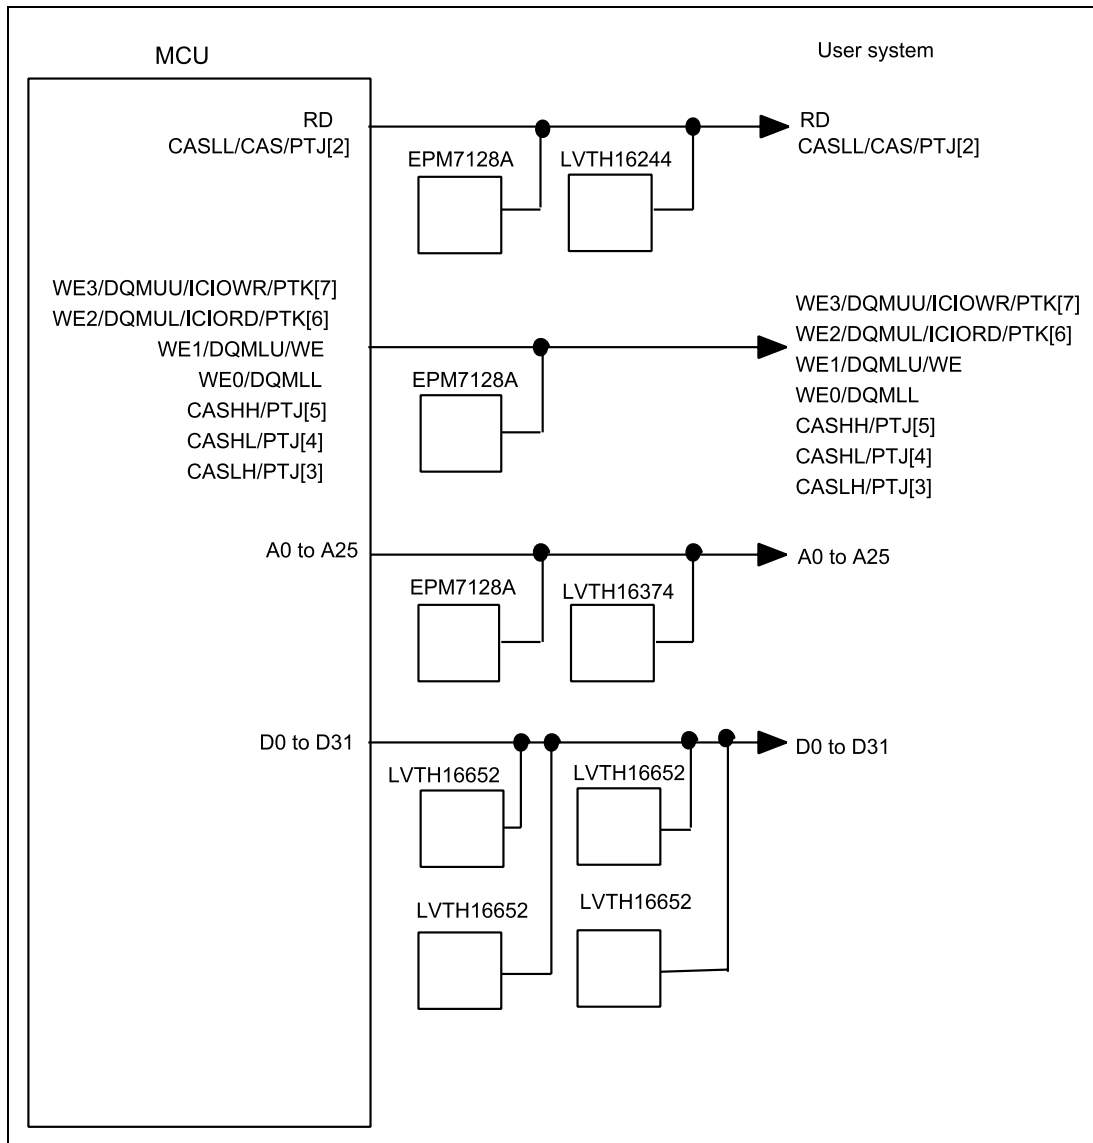 MCU
User system
RD
CASLL/CAS/PTJ[2]
EPM7128A
LVTH16244
RD
CASLL/CAS/PTJ[2]
WE3/DQMUU/ICIOWR/PTK[7]
WE2/DQMUL/ICIORD/PTK[6]
WE1/DQMLU/WE
WE0/DQMLL
CASHH/PTJ[5]
CASHL/PTJ[4]
CASLH/PTJ[3]
EPM7128A
WE3/DQMUU/ICIOWR/PTK[7]
WE2/DQMUL/ICIORD/PTK[6]
WE1/DQMLU/WE
WE0/DQMLL
CASHH/PTJ[5]
CASHL/PTJ[4]
CASLH/PTJ[3]
A0 to A25
EPM7128A
LVTH16374
A0 to A25
D0 to D31
LVTH16652
LVTH16652
D0 to D31
LVTH16652
LVTH16652